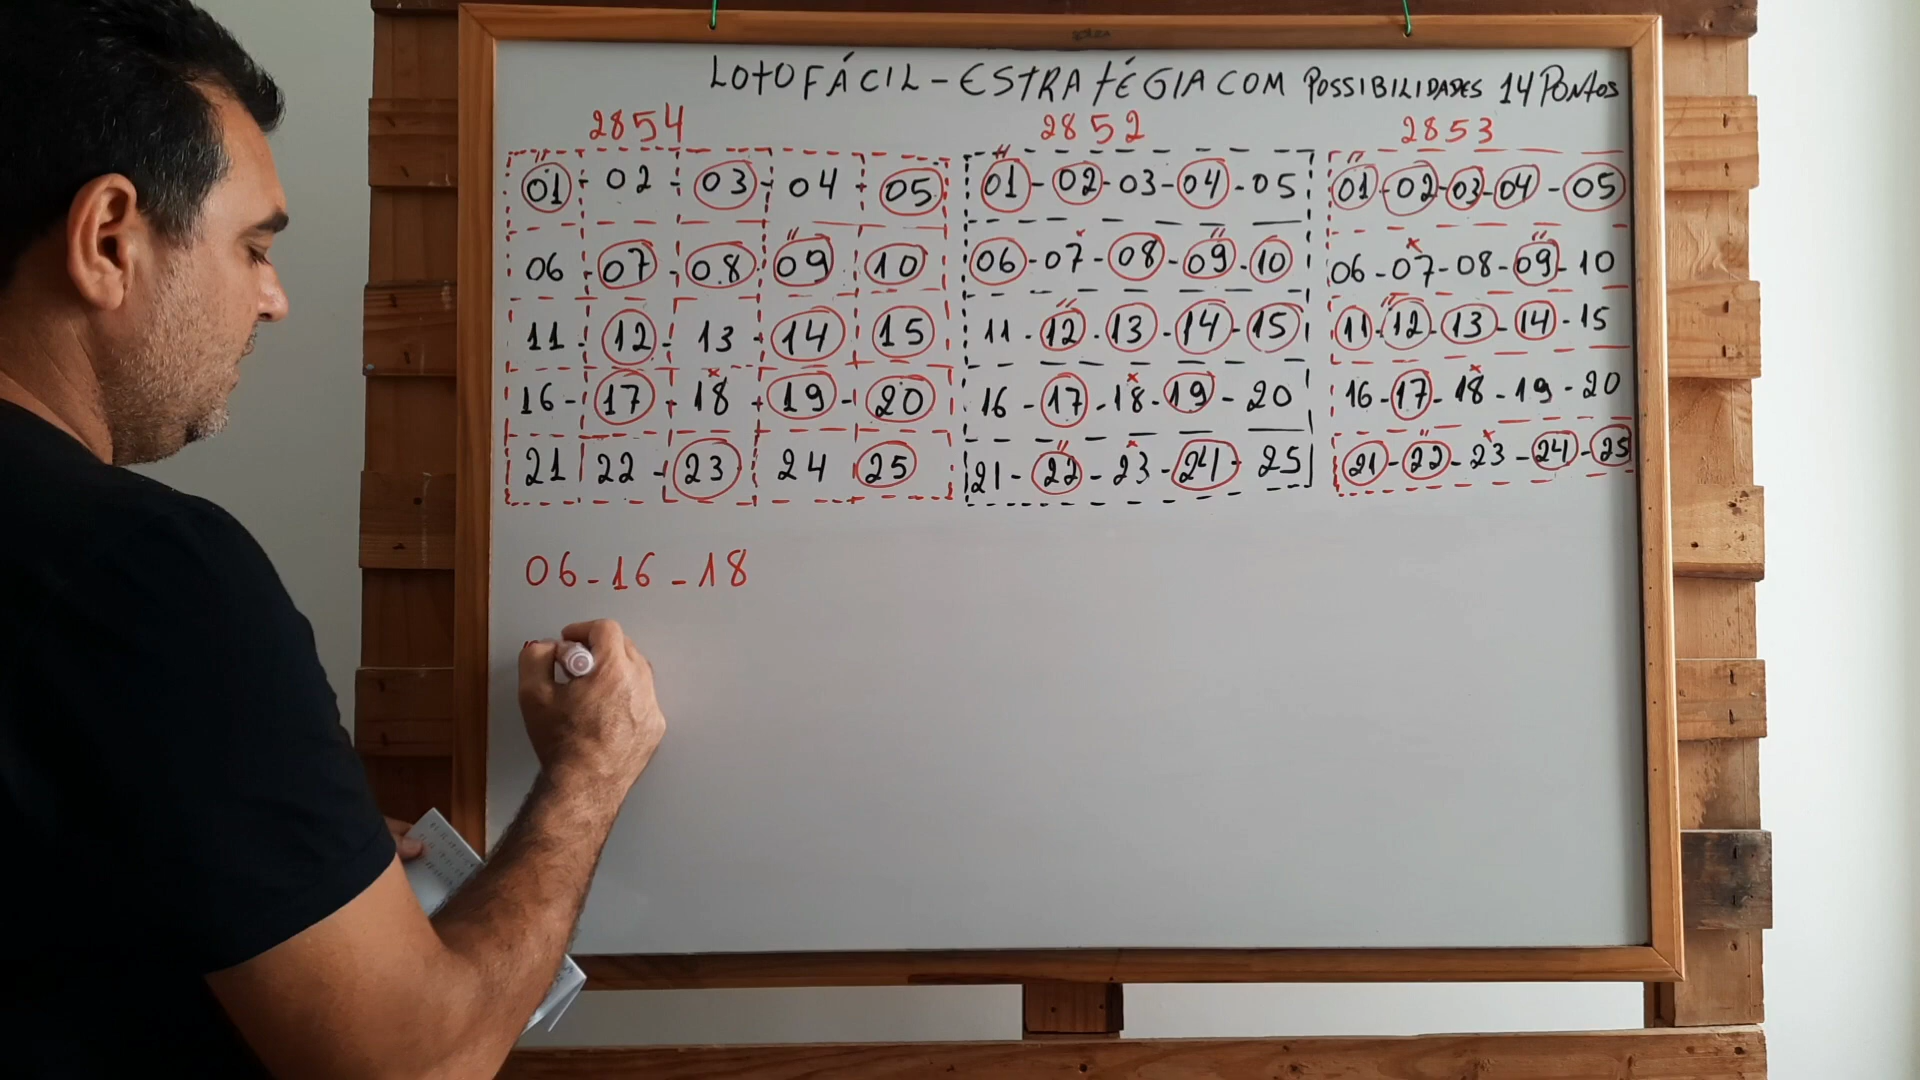 LOTOFÁCIL - ESTRATÉGIA COM POSSIBILIDADES 14 PONTOS
2854
01 - 02 - 03 - 04 - 05
06 - 07 - 08 - 09 - 10
11 - 12 - 13 - 14 - 15
16 - 17 - 18 - 19 - 20
21 - 22 - 23 24 25
2852
01 - 02 - 03 - 04 - 05
06 - 07 - 08 - 09 - 10
11 - 12 - 13 - 14 - 15
16 - 17 - 18 - 19 - 20
21 - 22 - 23 - 24 - 25
2853
01 - 02 - 03 - 04 - 05
06 - 07 - 08 - 09 - 10
11 - 12 - 13 - 14 - 15
16 - 17 - 18 - 19 - 20
21 - 22 - 23 - 24 - 25
06 - 16 - 18